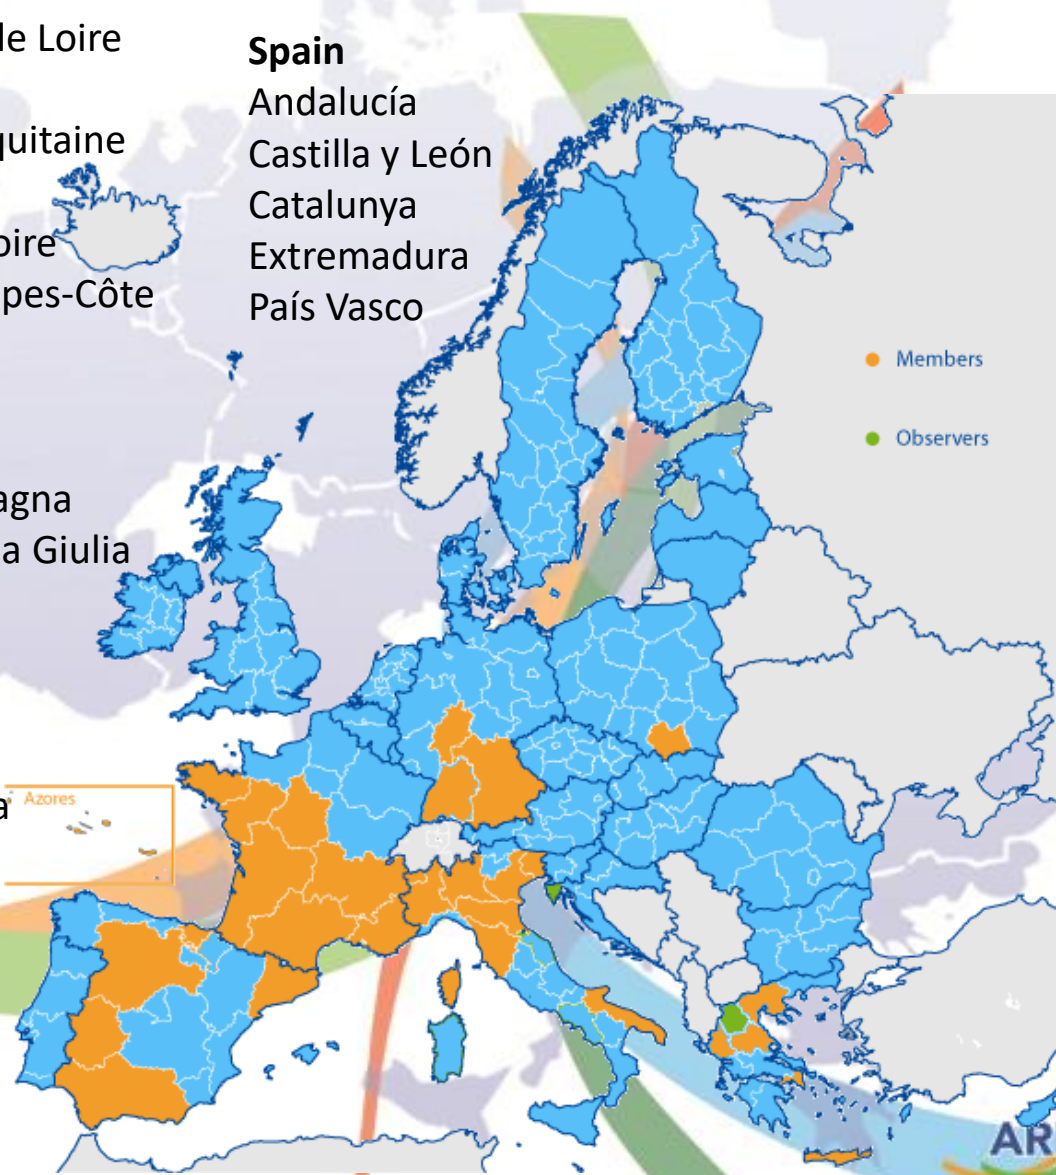 de Loire
quitaine
oire
pes-Côte
agna
a Giulia
a
Spain
Andalucía
Castilla y León
Catalunya
Extremadura
País Vasco
Members
Observers
Azores
AR